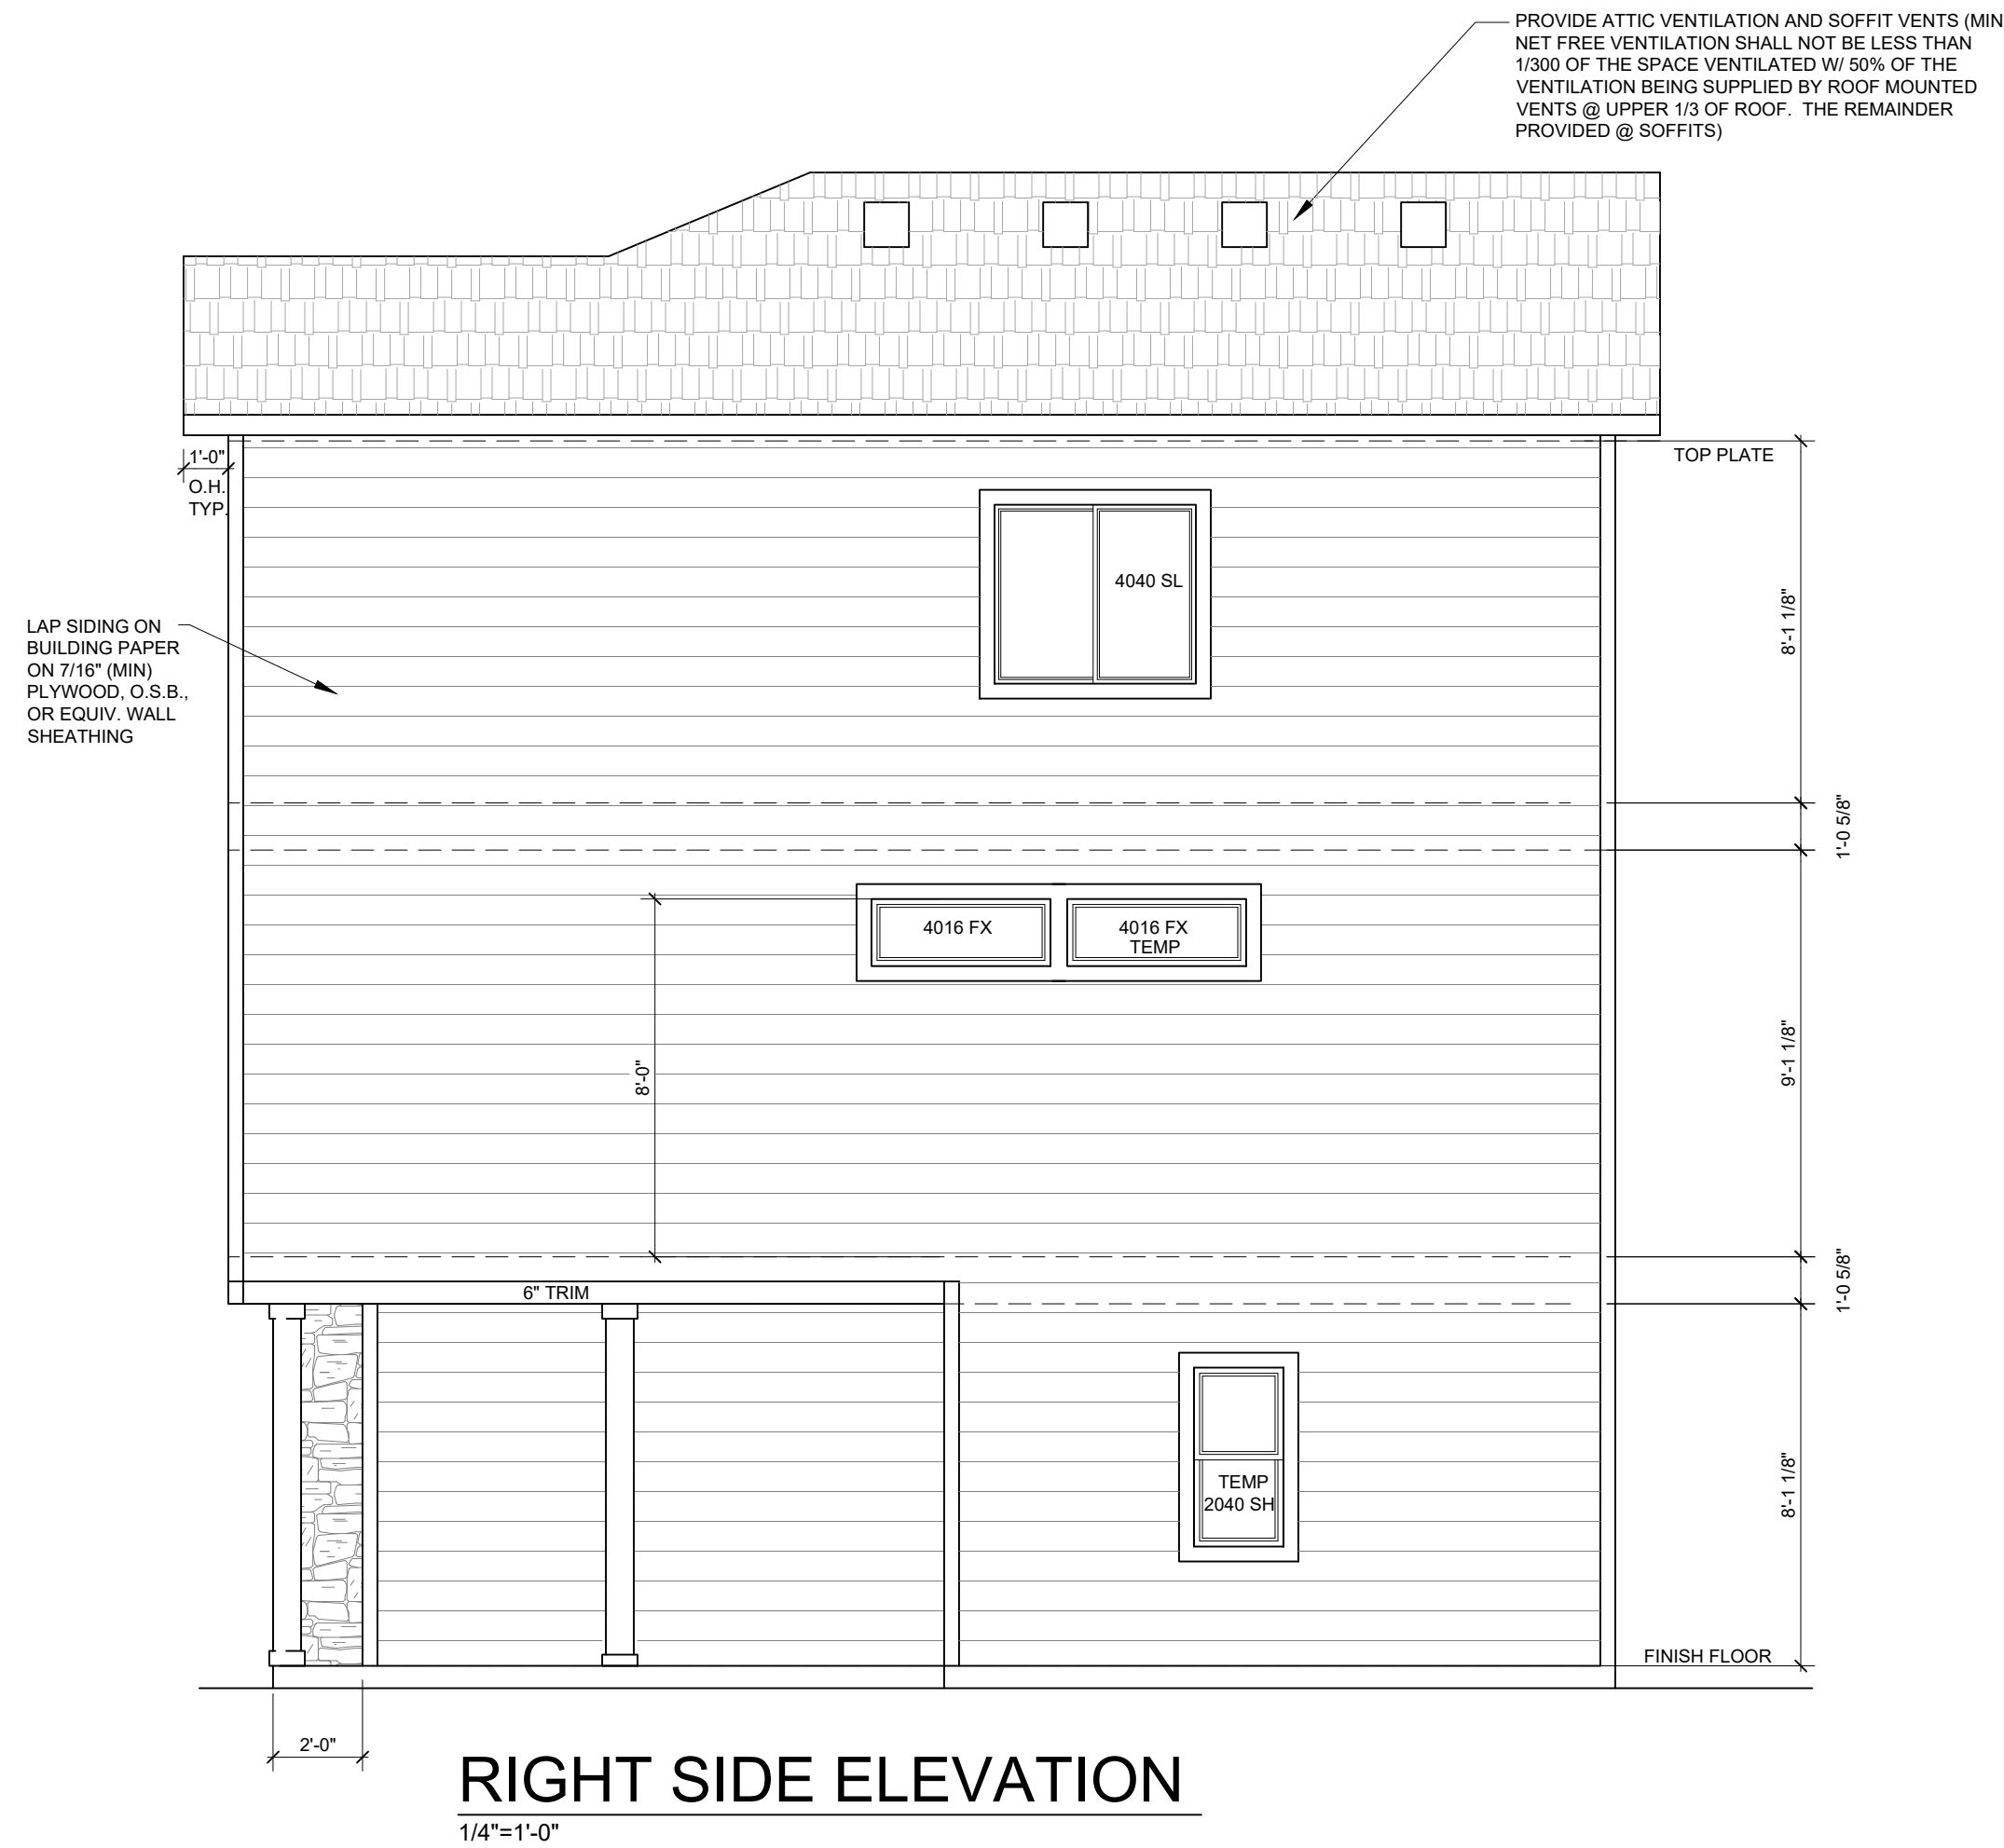 PROVIDE ATTIC VENTILATION AND SOFFIT VENTS (MIN
NET FREE VENTILATION SHALL NOT BE LESS THAN
1/300 OF THE SPACE VENTILATED W/ 50% OF THE
VENTILATION BEING SUPPLIED BY ROOF MOUNTED
VENTS @ UPPER 1/3 OF ROOF. THE REMAINDER
PROVIDED @ SOFFITS)
1'-0"
O.H.
TYP.
TOP PLATE
4040 SL
8'-1 1/8"
LAP SIDING ON
BUILDING PAPER
ON 7/16" (MIN)
PLYWOOD, O.S.B.,
OR EQUIV. WALL
SHEATHING
1'-0 5/8"
4016 FX
4016 FX
TEMP
8'-0"
9'-1 1/8"
1'-0 5/8"
6" TRIM
TEMP
2040 SH
8'-1 1/8"
FINISH FLOOR
2'-0"
RIGHT SIDE ELEVATION
1/4"=1'-0"